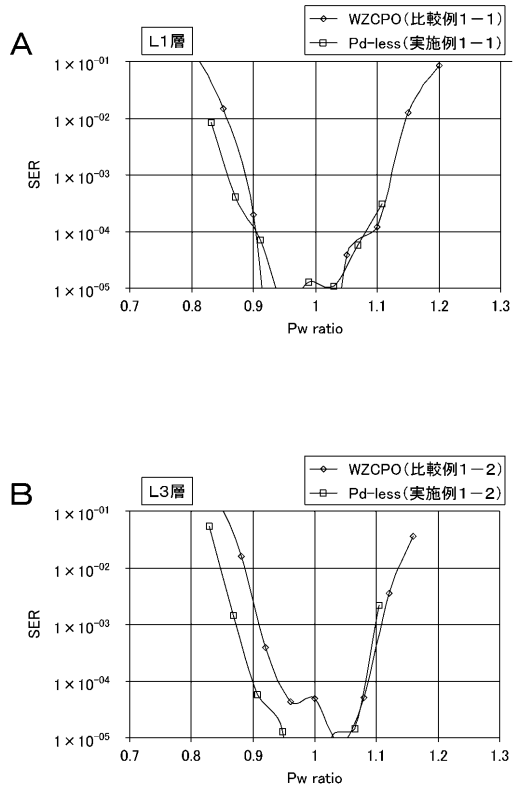 A
L1層
WZCPO(比較例1-1)
Pd-less(実施例1-1)
1×10⁻⁰¹
1×10⁻⁰²
1×10⁻⁰³
1×10⁻⁰⁴
1×10⁻⁰⁵
SER
0.7 0.8 0.9 1 1.1 1.2 1.3
Pw ratio
B
L3層
WZCPO(比較例1-2)
Pd-less(実施例1-2)
1×10⁻⁰¹
1×10⁻⁰²
1×10⁻⁰³
1×10⁻⁰⁴
1×10⁻⁰⁵
SER
0.7 0.8 0.9 1 1.1 1.2 1.3
Pw ratio